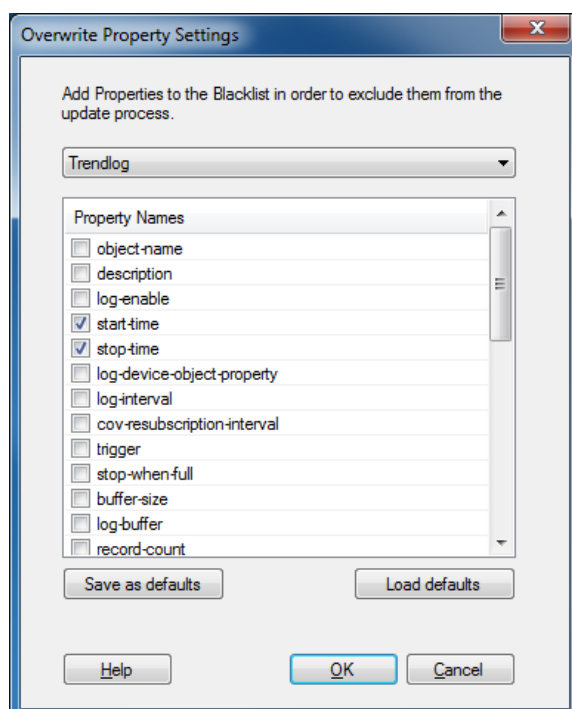 Overwrite Property Settings
Add Properties to the Blacklist in order to exclude them from the
update process.
Trendlog
Property Names
object-name
description
log-enable
start-time
stop-time
log-device-object-property
log-interval
cov-resubscription-interval
trigger
stop-when-full
buffer-size
log-buffer
record-count
Save as defaults
Load defaults
Help
OK
Cancel